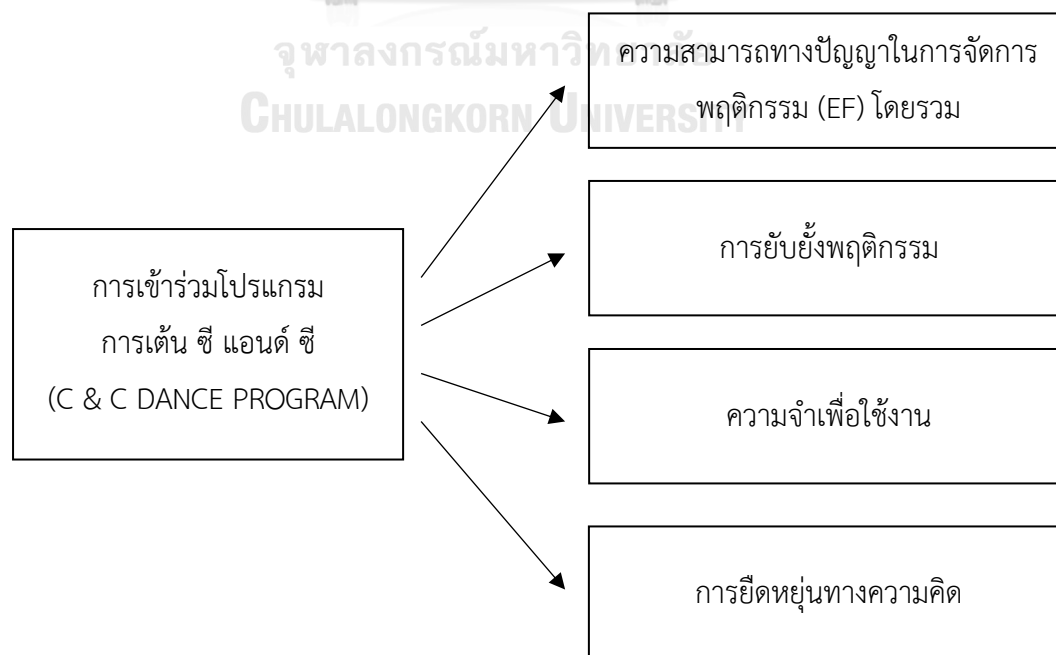 จุฬาลงกรณ์มหาวิทยาลัย
CHULALONGKORN UNIVERSITY
ความสามารถทางปัญญาในการจัดการ
พฤติกรรม (EF) โดยรวม
การยับยั้งพฤติกรรม
การเข้าร่วมโปรแกรม
การเต้น ซี แอนด์ ซี
(C & C DANCE PROGRAM)
ความจำเพื่อใช้งาน
การยืดหยุ่นทางความคิด